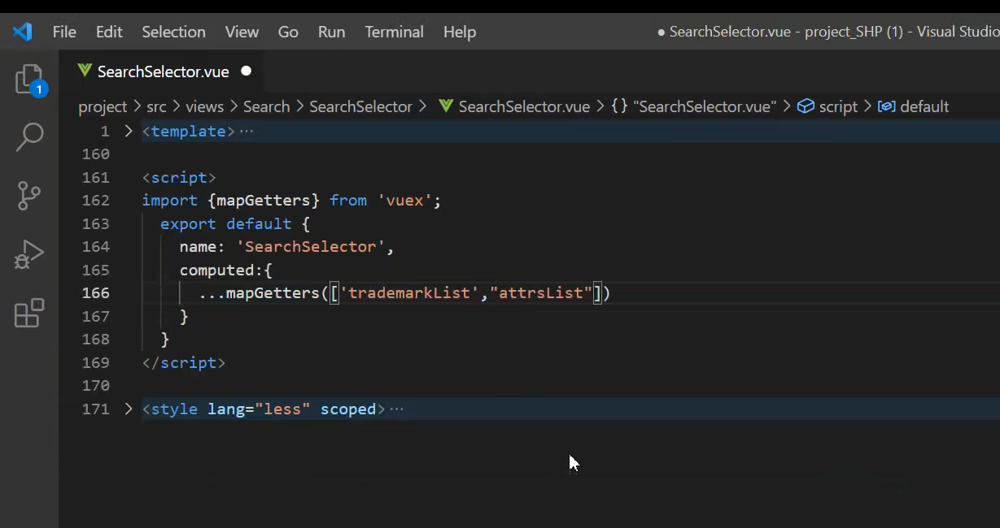 File Edit Selection View Go Run Terminal Help ● SearchSelector.vue - project_SHP (1) - Visual Studio
SearchSelector.vue ●
1
project > src > views > Search > SearchSelector > SearchSelector.vue > {} "SearchSelector.vue" > script > default
1 > <template>···
160
161 <script>
162 import {mapGetters} from 'vuex';
163 export default {
164 name: 'SearchSelector',
165 computed:{
166 ...mapGetters(['trademarkList',"attrsList"])
167 }
168 }
169 </script>
170
171 > <style lang="less" scoped>···